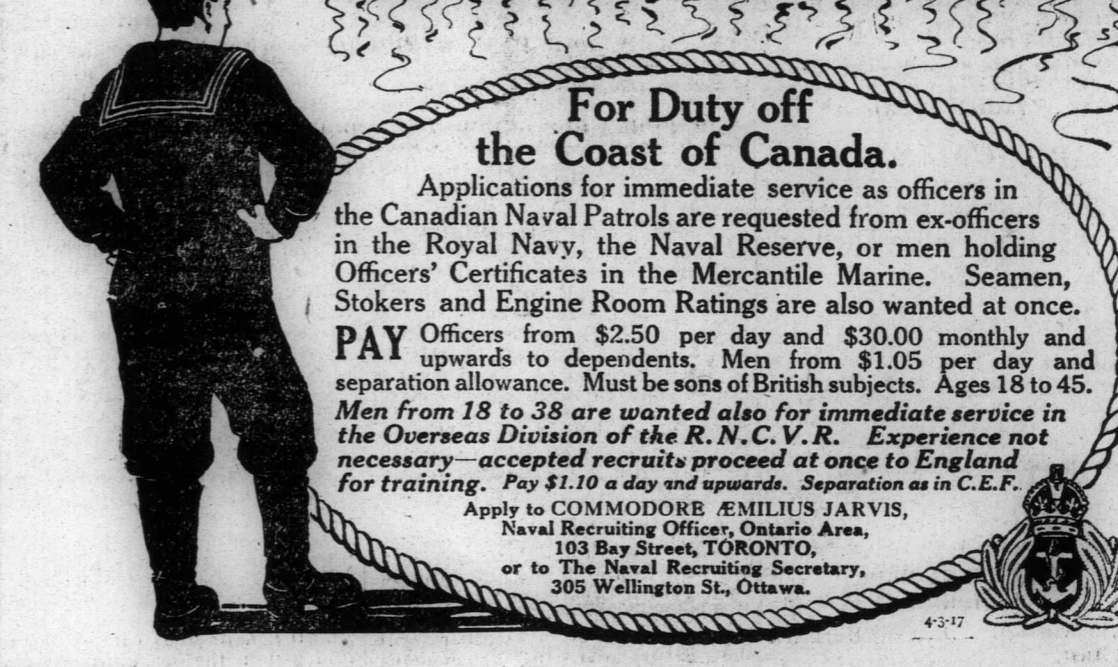 For Duty off
the Coast of Canada.
Applications for immediate service as officers in
the Canadian Naval Patrols are requested from ex-officers
in the Royal Navy, the Naval Reserve, or men holding
Officers' Certificates in the Mercantile Marine. Seamen,
Stokers and Engine Room Ratings are also wanted at once.
PAY Officers from $2.50 per day and $30.00 monthly and
upwards to dependents. Men from $1.05 per day and
separation allowance. Must be sons of British subjects. Ages 18 to 45.
Men from 18 to 38 are wanted also for immediate service in
the Overseas Division of the R.N.C.V.R. Experience not
necessary—accepted recruits proceed at once to England
for training. Pay $1.10 a day and upwards. Separation as in C.E.F.
Apply to COMMODORE ÆMILIUS JARVIS,
Naval Recruiting Officer, Ontario Area,
103 Bay Street, TORONTO,
or to The Naval Recruiting Secretary,
305 Wellington St., Ottawa.
4-3-17